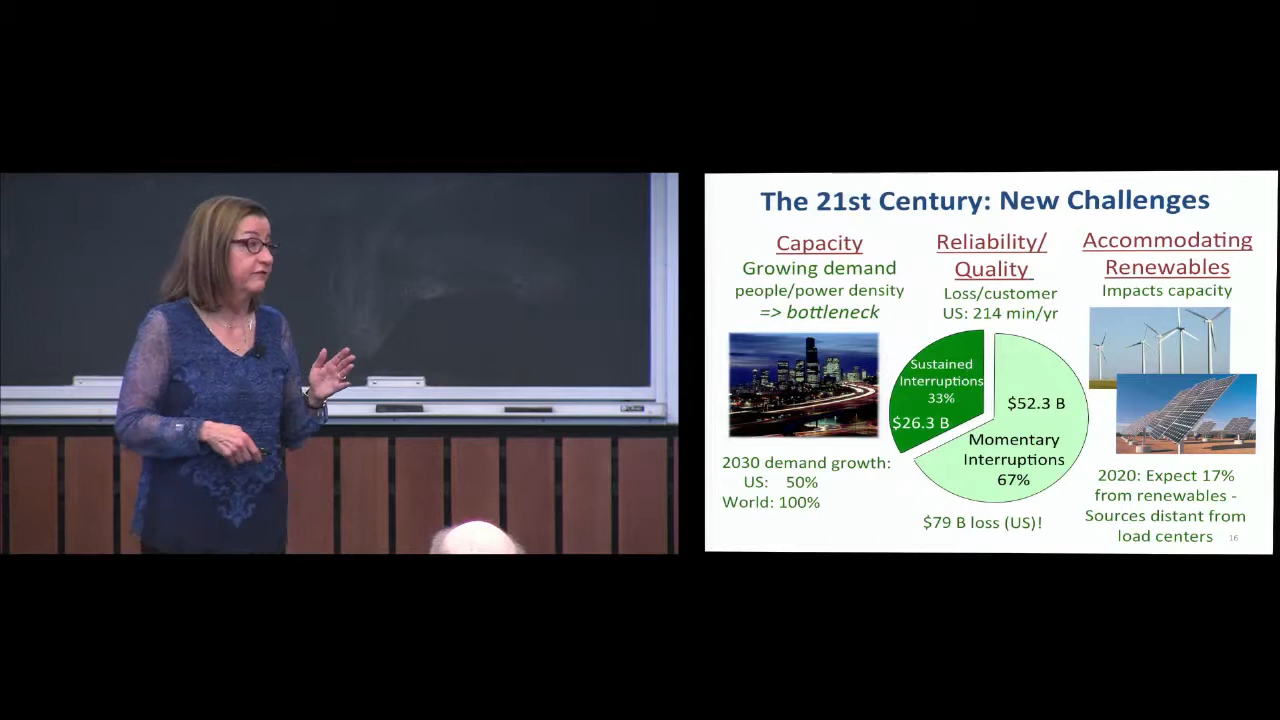 The 21st Century: New Challenges
Capacity
Growing demand
people/power density
=> bottleneck
2030 demand growth:
US: 50%
World: 100%
Reliability/
Quality
Loss/customer
US: 214 min/yr
Sustained
Interruptions
33%
$26.3 B
$52.3 B
Momentary
Interruptions
67%
$79 B loss (US)!
Accommodating
Renewables
Impacts capacity
2020: Expect 17%
from renewables -
Sources distant from
load centers
16